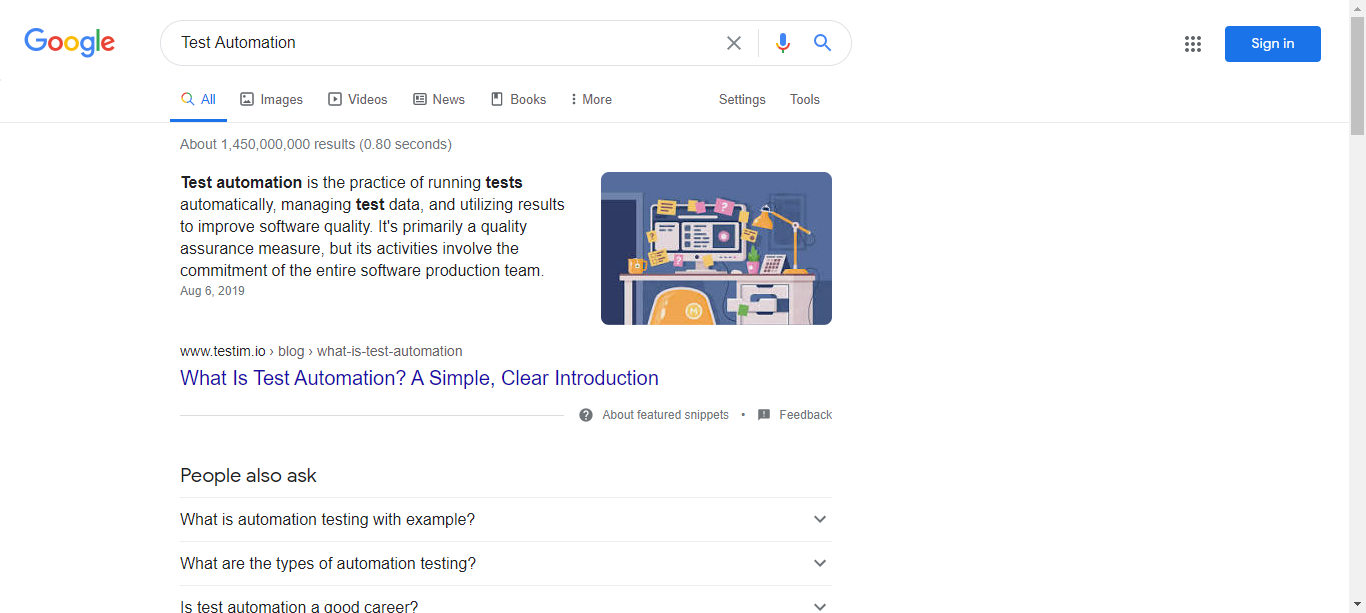 Google
Test Automation
Sign in
All
Images
Videos
News
Books
More
Settings
Tools
About 1,450,000,000 results (0.80 seconds)
Test automation is the practice of running tests
automatically, managing test data, and utilizing results
to improve software quality. It's primarily a quality
assurance measure, but its activities involve the
commitment of the entire software production team.
Aug 6, 2019
www.testim.io › blog › what-is-test-automation
What Is Test Automation? A Simple, Clear Introduction
About featured snippets • Feedback
People also ask
What is automation testing with example?
What are the types of automation testing?
Is test automation a good career?